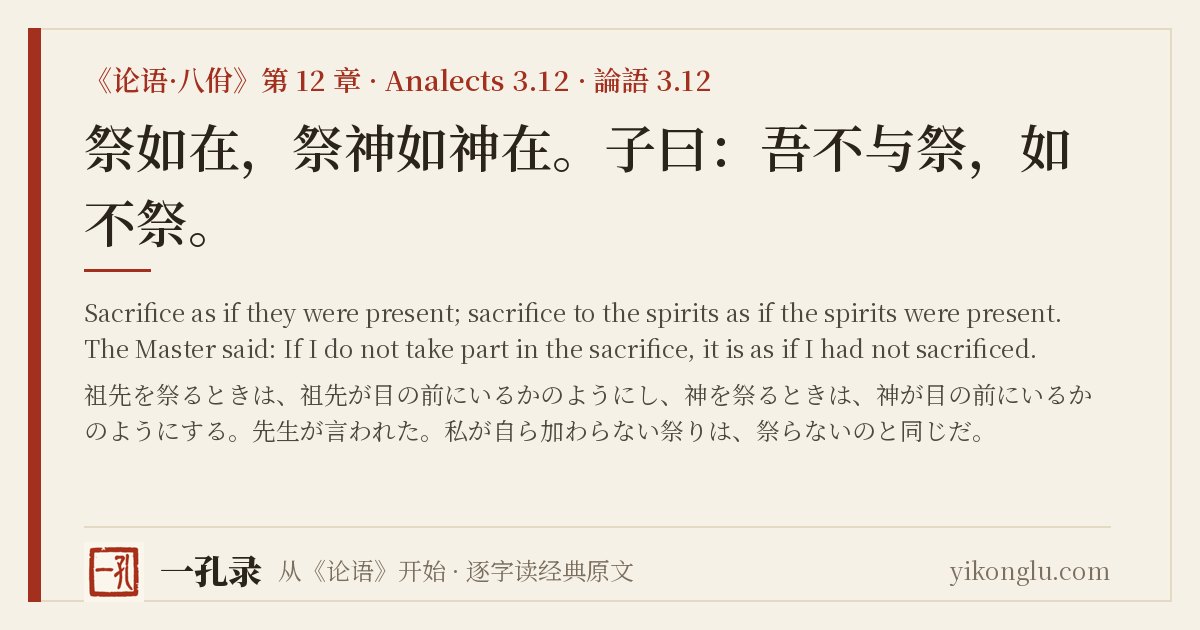 《论语·八佾》第 12 章 · Analects 3.12 · 論語 3.12
祭如在，祭神如神在。子曰：吾不与祭，如
不祭。
Sacrifice as if they were present; sacrifice to the spirits as if the spirits were present.
The Master said: If I do not take part in the sacrifice, it is as if I had not sacrificed.
祖先を祭るときは、祖先が目の前にいるかのようにし、神を祭るときは、神が目の前にいるか
のようにする。先生が言われた。私が自ら加わらない祭りは、祭らないのと同じだ。
一孔
一孔录 从《论语》开始 · 逐字读经典原文 yikonglu.com